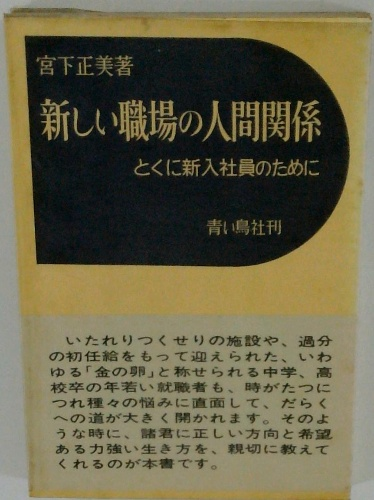 宮下正美著
新しい職場の人間関係
とくに新入社員のために
青い鳥社刊
いたれりつくせりの施設や、過分
の初任給をもって迎えられた、いわ
ゆる「金の卵」と称せられる中学、高
校卒の年若い就職者も、時がたつに
つれ種々の悩みに直面して、だらく
への道が大きく開かれます。そのよ
うな時に、諸君に正しい方向と希望
ある力強い生き方を、親切に教えて
くれるのが本書です。